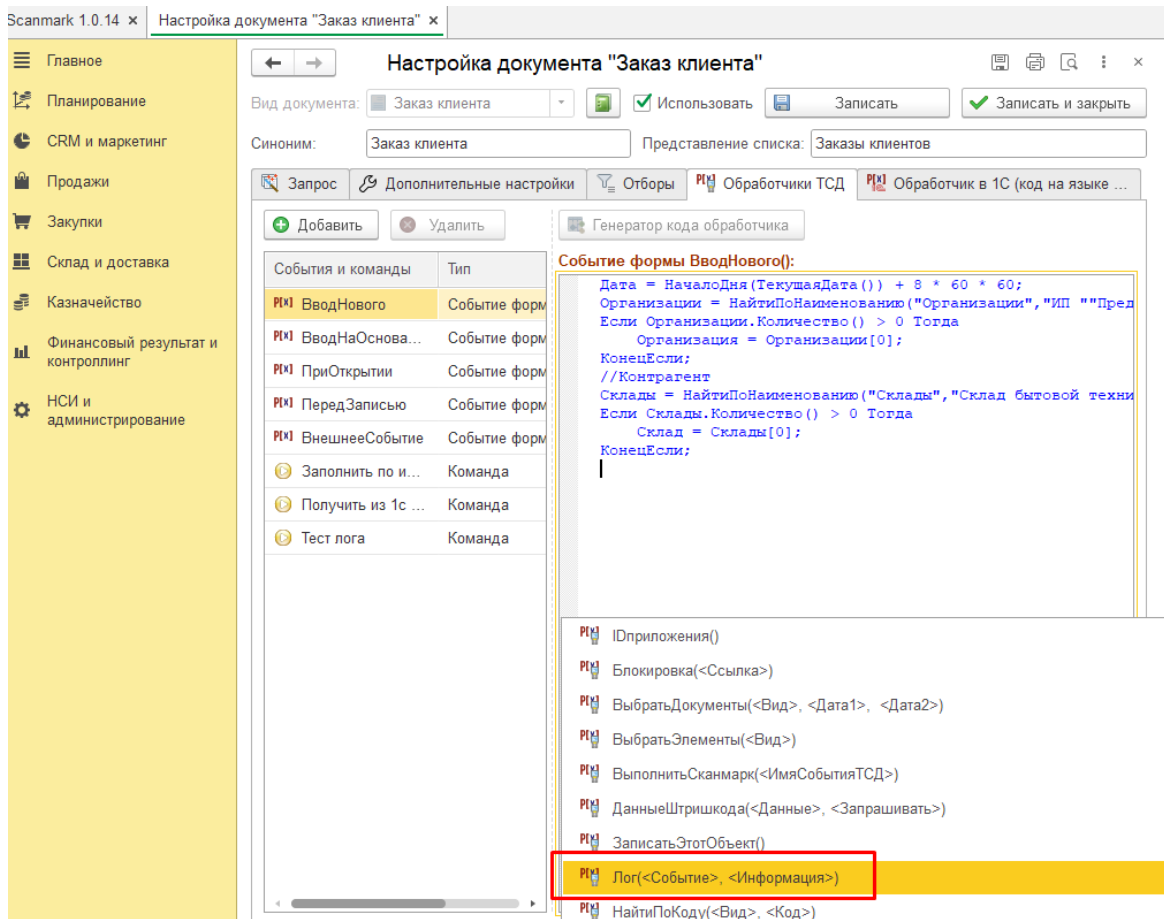 Scanmark 1.0.14 ×
Настройка документа "Заказ клиента" ×
Главное
Планирование
CRM и маркетинг
Продажи
Закупки
Склад и доставка
Казначейство
Финансовый результат и
контроллинг
НСИ и
администрирование
Настройка документа "Заказ клиента"
Вид документа: Заказ клиента
Использовать
Записать
Записать и закрыть
Синоним: Заказ клиента
Представление списка: Заказы клиентов
Запрос
Дополнительные настройки
Отборы
Обработчики ТСД
Обработчик в 1С (код на языке ...
Добавить
Удалить
Генератор кода обработчика
События и команды Тип
ВводНового Событие форм
ВводНаОснова... Событие форм
ПриОткрытии Событие форм
ПередЗаписью Событие форм
ВнешнееСобытие Событие форм
Заполнить по и... Команда
Получить из 1с ... Команда
Тест лога Команда
Событие формы ВводНового():
Дата = НачалоДня(ТекущаяДата()) + 8 * 60 * 60;
Организации = НайтиПоНаименованию("Организации","ИП ""Пред
Если Организации.Количество() > 0 Тогда
Организация = Организации[0];
КонецЕсли;
//Контрагент
Склады = НайтиПоНаименованию("Склады","Склад бытовой техни
Если Склады.Количество() > 0 Тогда
Склад = Склады[0];
КонецЕсли;
IDприложения()
Блокировка(<Ссылка>)
ВыбратьДокументы(<Вид>, <Дата1>, <Дата2>)
ВыбратьЭлементы(<Вид>)
ВыполнитьСканмарк(<ИмяСобытияТСД>)
ДанныеШтришкода(<Данные>, <Запрашивать>)
ЗаписатьЭтотОбъект()
Лог(<Событие>, <Информация>)
НайтиПоКоду(<Вид>, <Код>)